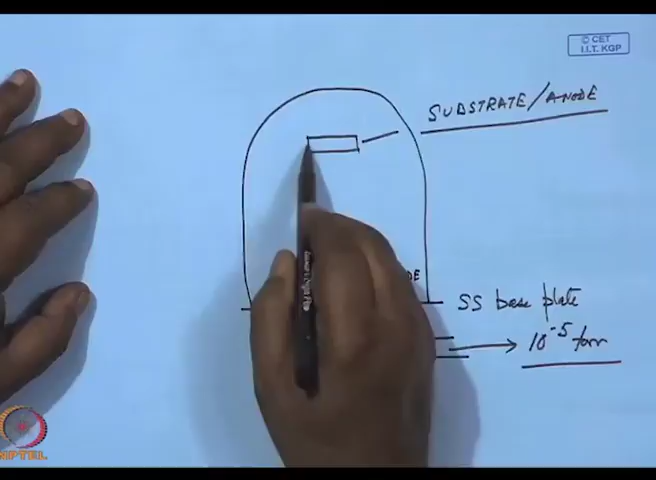 © CET
I.I.T. KGP
SUBSTRATE/ANODE
SS base plate
10⁻⁵ torr
NPTEL